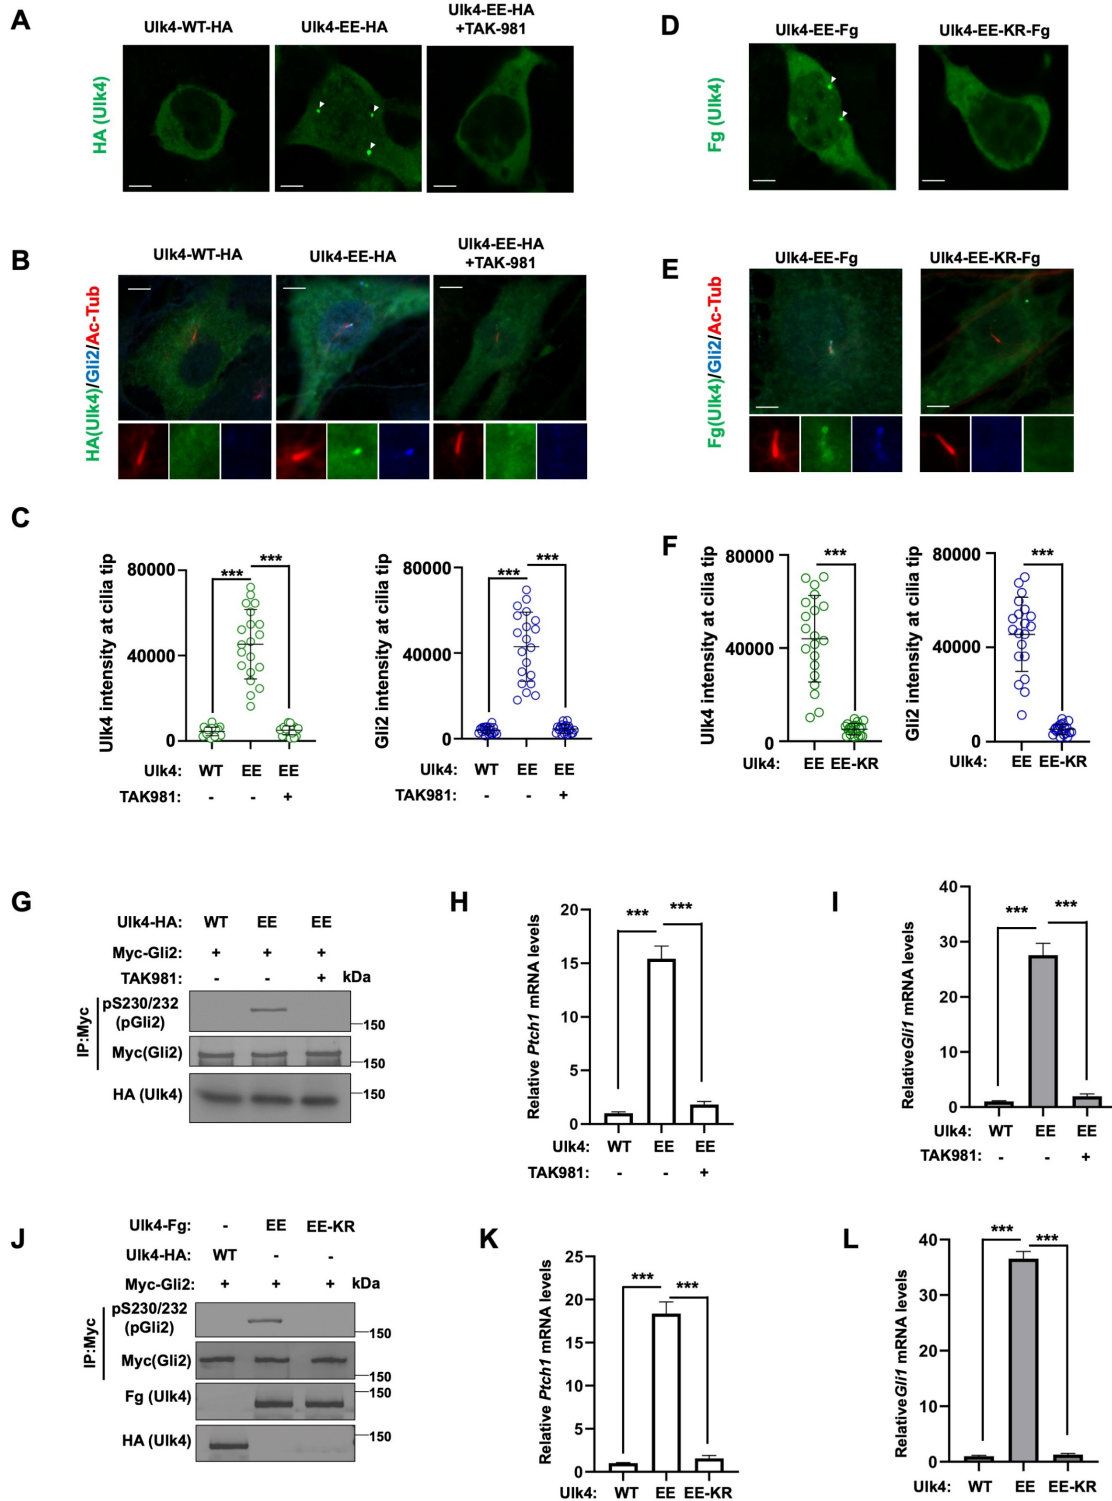 A
Ulk4-WT-HA
Ulk4-EE-HA
Ulk4-EE-HA
+TAK-981
HA (Ulk4)
D
Ulk4-EE-Fg
Ulk4-EE-KR-Fg
Fg (Ulk4)
B
Ulk4-WT-HA
Ulk4-EE-HA
Ulk4-EE-HA
+TAK-981
HA(Ulk4)/Gli2/Ac-Tub
E
Ulk4-EE-Fg
Ulk4-EE-KR-Fg
Fg(Ulk4)/Gli2/Ac-Tub
C
Ulk4 intensity at cilia tip
80000
40000
0
*** ***
Ulk4: WT EE EE
TAK981: - - +
Gli2 intensity at cilia tip
80000
40000
0
*** ***
Ulk4: WT EE EE
TAK981: - - +
F
Ulk4 intensity at cilia tip
80000
40000
0
***
Ulk4: EE EE-KR
Gli2 intensity at cilia tip
80000
40000
0
***
Ulk4: EE EE-KR
G
Ulk4-HA: WT EE EE
Myc-Gli2: + + +
TAK981: - - + kDa
IP:Myc
pS230/232
(pGli2)
150
Myc(Gli2)
150
HA (Ulk4)
150
H
Relative Ptch1 mRNA levels
20
15
10
5
0
*** ***
Ulk4: WT EE EE
TAK981: - - +
I
RelativeGli1 mRNA levels
40
30
20
10
0
*** ***
Ulk4: WT EE EE
TAK981: - - +
J
Ulk4-Fg: - EE EE-KR
Ulk4-HA: WT - -
Myc-Gli2: + + + kDa
IP:Myc
pS230/232
(pGli2)
150
Myc(Gli2)
150
Fg (Ulk4)
150
HA (Ulk4)
150
K
Relative Ptch1 mRNA levels
25
20
15
10
5
0
*** ***
Ulk4: WT EE EE-KR
L
RelativeGli1 mRNA levels
40
30
20
10
0
*** ***
Ulk4: WT EE EE-KR